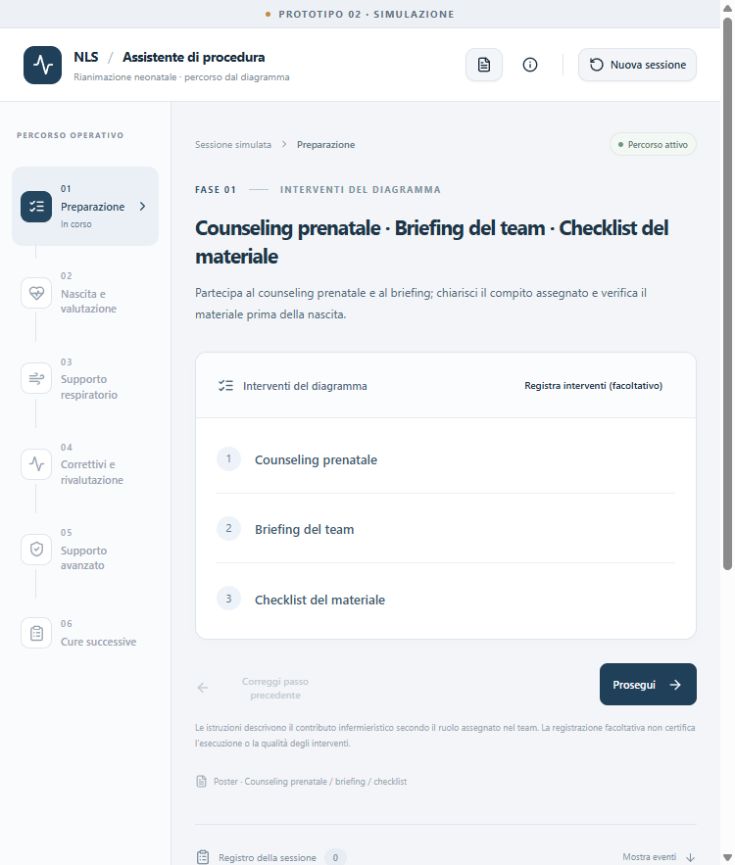 PROTOTIPO 02 · SIMULAZIONE
NLS / Assistente di procedura
Rianimazione neonatale · percorso dal diagramma
Nuova sessione
PERCORSO OPERATIVO
01
Preparazione
In corso
02
Nascita e
valutazione
03
Supporto
respiratorio
04
Correttivi e
rivalutazione
05
Supporto
avanzato
06
Cure successive
Sessione simulata > Preparazione
Percorso attivo
FASE 01 — INTERVENTI DEL DIAGRAMMA
Counseling prenatale · Briefing del team · Checklist del
materiale
Partecipa al counseling prenatale e al briefing; chiarisci il compito assegnato e verifica il
materiale prima della nascita.
Interventi del diagramma
Registra interventi (facoltativo)
1 Counseling prenatale
2 Briefing del team
3 Checklist del materiale
Correggi passo
precedente
Prosegui
Le istruzioni descrivono il contributo infermieristico secondo il ruolo assegnato nel team. La registrazione facoltativa non certifica
l'esecuzione o la qualità degli interventi.
Poster · Counseling prenatale / briefing / checklist
Registro della sessione 0
Mostra eventi